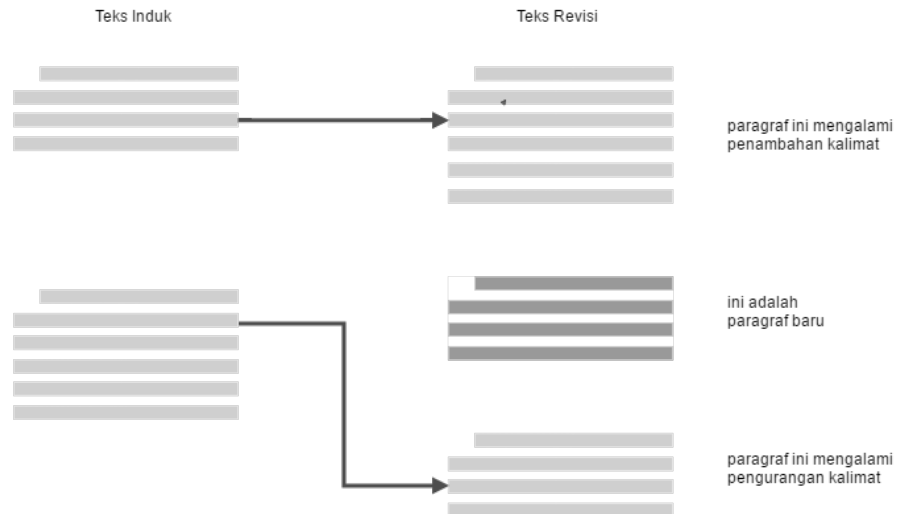 Teks Induk
Teks Revisi
paragraf ini mengalami
penambahan kalimat
ini adalah
paragraf baru
paragraf ini mengalami
pengurangan kalimat